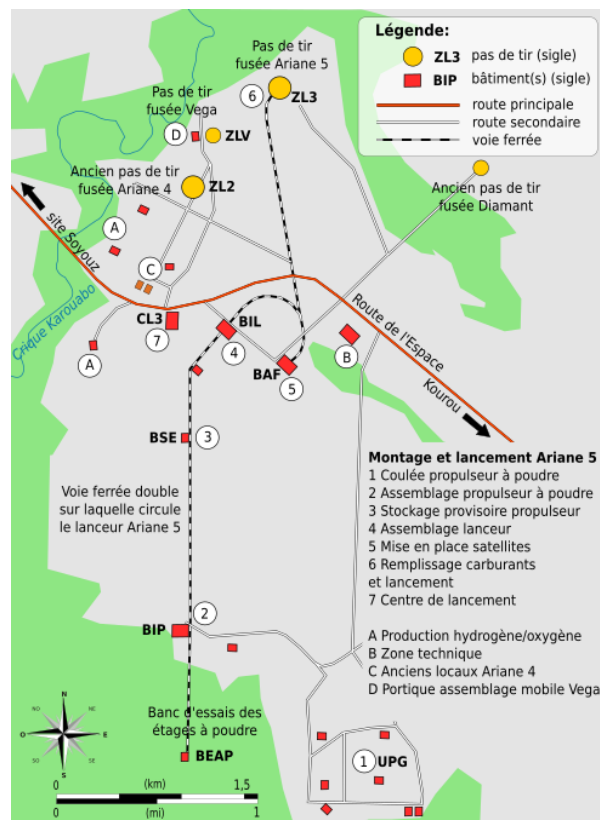 Légende:
ZL3 pas de tir (sigle)
BIP bâtiment(s) (sigle)
route principale
route secondaire
voie ferrée
Pas de tir
fusée Ariane 5
6
ZL3
Pas de tir
fusée Vega
D
ZLV
Ancien pas de tir
fusée Ariane 4
ZL2
Ancien pas de tir
fusée Diamant
site Soyouz
A
C
Crique Karouabo
CL3
7
A
BIL
4
BAF
5
B
Route de l'Espace
Kourou
BSE
3
Voie ferrée double
sur laquelle circule
le lanceur Ariane 5
Montage et lancement Ariane 5
1 Coulée propulseur à poudre
2 Assemblage propulseur à poudre
3 Stockage provisoire propulseur
4 Assemblage lanceur
5 Mise en place satellites
6 Remplissage carburants
et lancement
7 Centre de lancement
A Production hydrogène/oxygène
B Zone technique
C Anciens locaux Ariane 4
D Portique assemblage mobile Vega
BIP
2
Banc d'essais des
étages à poudre
BEAP
1
UPG
N
NO
NE
O
E
SO
SE
S
0 (km) 1,5
0 (mi) 1